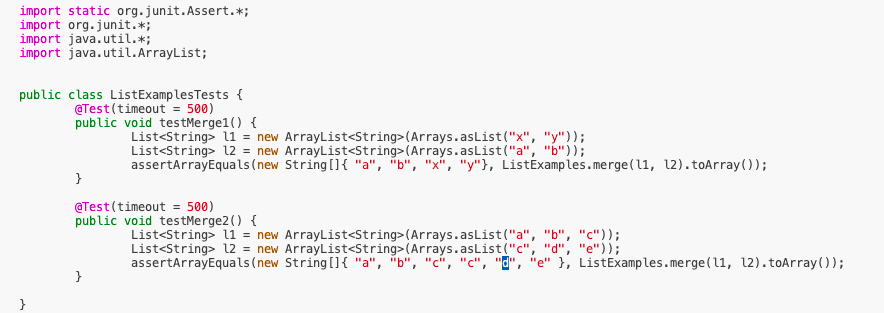 import static org.junit.Assert.*;
import org.junit.*;
import java.util.*;
import java.util.ArrayList;

public class ListExamplesTests {
        @Test(timeout = 500)
        public void testMerge1() {
                List<String> l1 = new ArrayList<String>(Arrays.asList("x", "y"));
                List<String> l2 = new ArrayList<String>(Arrays.asList("a", "b"));
                assertArrayEquals(new String[]{ "a", "b", "x", "y"}, ListExamples.merge(l1, l2).toArray());
        }

        @Test(timeout = 500)
        public void testMerge2() {
                List<String> l1 = new ArrayList<String>(Arrays.asList("a", "b", "c"));
                List<String> l2 = new ArrayList<String>(Arrays.asList("c", "d", "e"));
                assertArrayEquals(new String[]{ "a", "b", "c", "c", "d", "e" }, ListExamples.merge(l1, l2).toArray());
        }

}